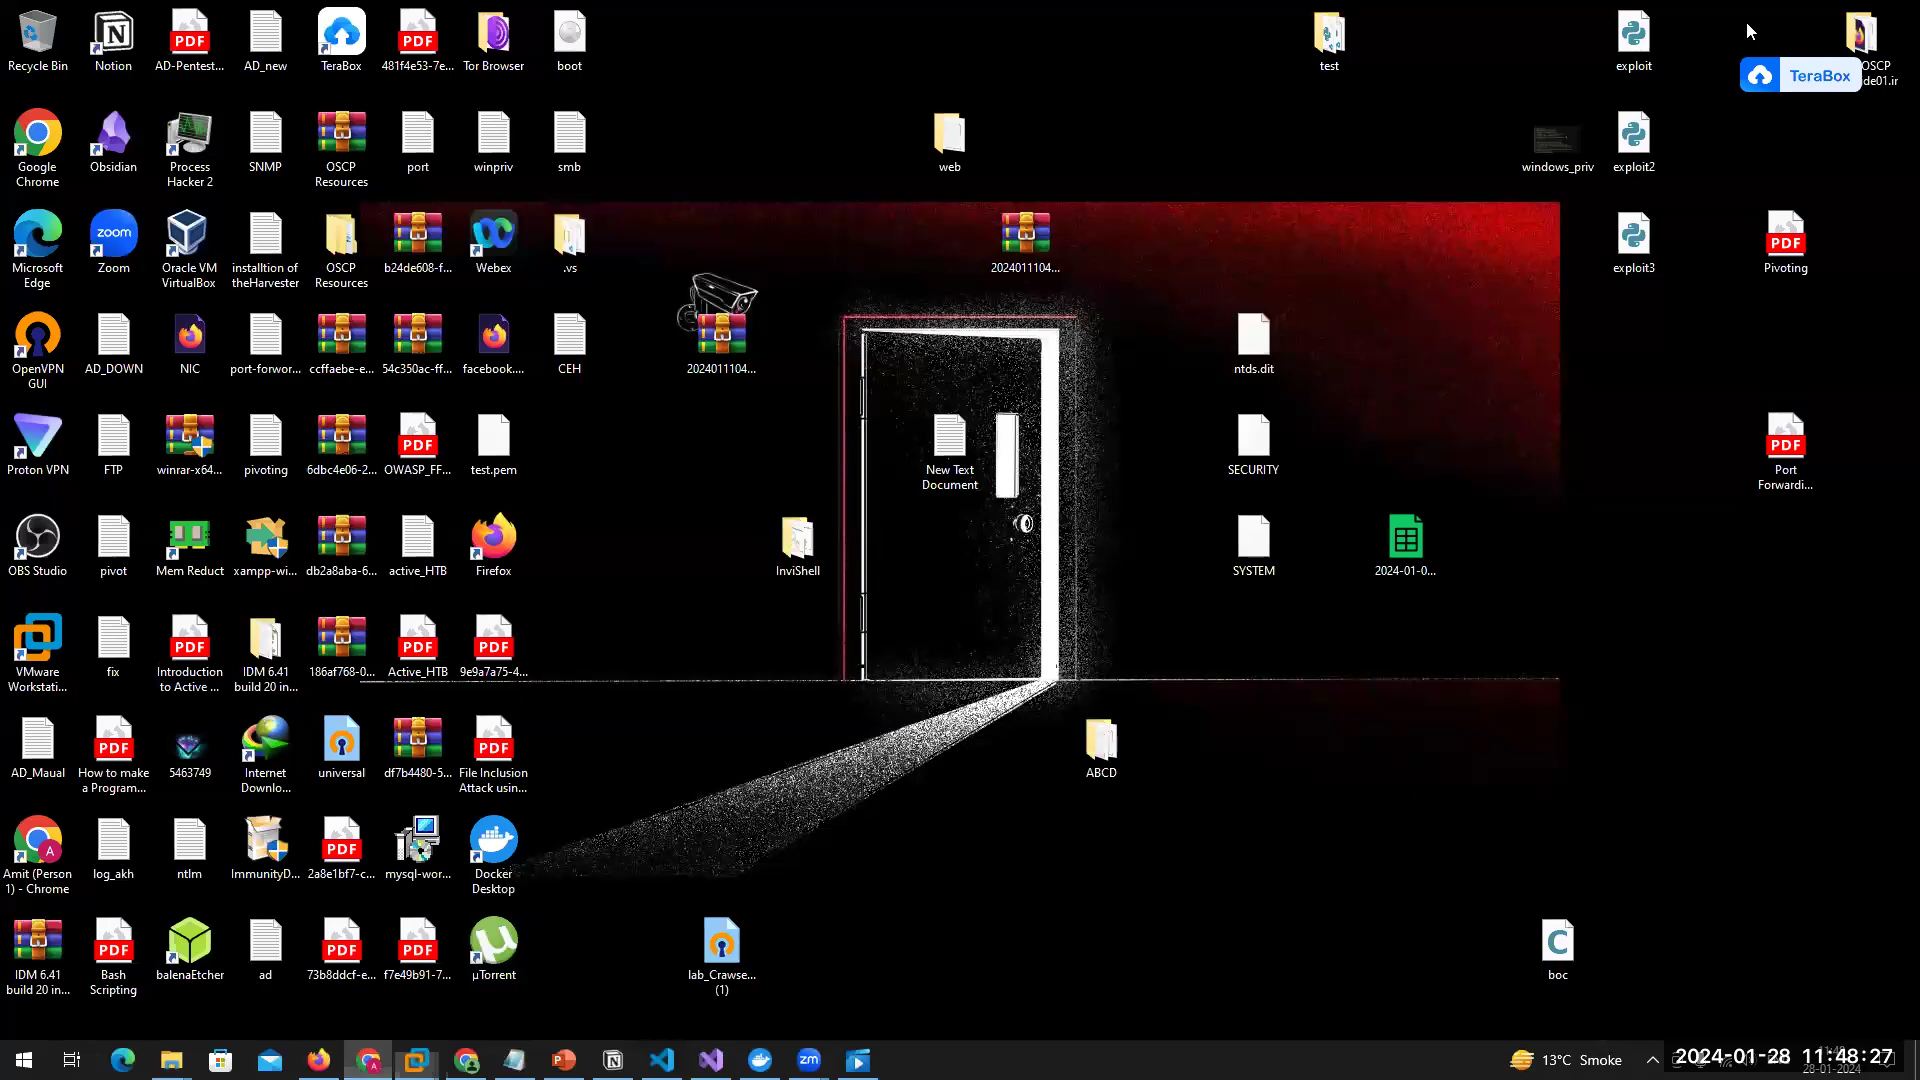 Recycle Bin
Notion
AD-Pentest...
AD_new
TeraBox
481f4e53-7e...
Tor Browser
boot
test
exploit
OSCP
de01.ir
TeraBox
Google
Chrome
Obsidian
Process
Hacker 2
SNMP
OSCP
Resources
port
winpriv
smb
web
windows_priv
exploit2
Microsoft
Edge
Zoom
Oracle VM
VirtualBox
installtion of
theHarvester
OSCP
Resources
b24de608-f...
Webex
.vs
2024011104...
exploit3
Pivoting
OpenVPN
GUI
AD_DOWN
NIC
port-forwor...
ccffaebe-e...
54c350ac-ff...
facebook....
CEH
2024011104...
ntds.dit
Proton VPN
FTP
winrar-x64...
pivoting
6dbc4e06-2...
OWASP_FF...
test.pem
New Text
Document
SECURITY
Port
Forwardi...
OBS Studio
pivot
Mem Reduct
xampp-wi...
db2a8aba-6...
active_HTB
Firefox
InviShell
SYSTEM
2024-01-0...
VMware
Workstati...
fix
Introduction
to Active ...
IDM 6.41
build 20 in...
186af768-0...
Active_HTB
9e9a7a75-4...
AD_Maual
How to make
a Program...
5463749
Internet
Downlo...
universal
df7b4480-5...
File Inclusion
Attack usin...
ABCD
Amit (Person
1) - Chrome
log_akh
ntlm
ImmunityD...
2a8e1bf7-c...
mysql-wor...
Docker
Desktop
IDM 6.41
build 20 in...
Bash
Scripting
balenaEtcher
ad
73b8ddcf-e...
f7e49b91-7...
µTorrent
lab_Crawse...
(1)
boc
13°C Smoke
2024-01-28 11:48:27
28-01-2024